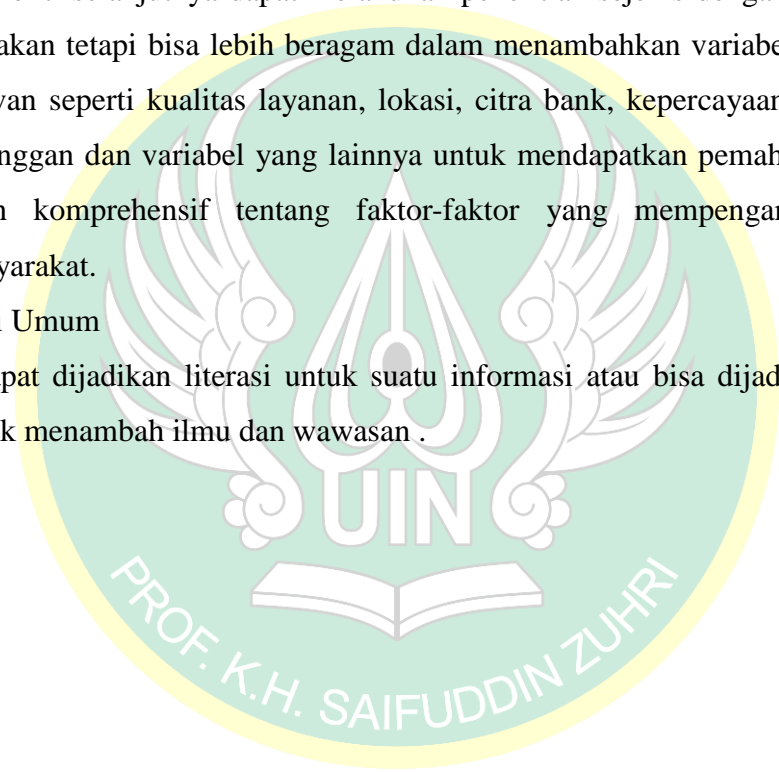 akan tetapi bisa lebih beragam dalam menambahkan variabe
van seperti kualitas layanan, lokasi, citra bank, kepercayaan
nggan dan variabel yang lainnya untuk mendapatkan pemah
komprehensif tentang faktor-faktor yang mempengar
yarakat.
i Umum
pat dijadikan literasi untuk suatu informasi atau bisa dijad
k menambah ilmu dan wawasan .
UIN
PROF. K.H. SAIFUDDIN ZUHRI